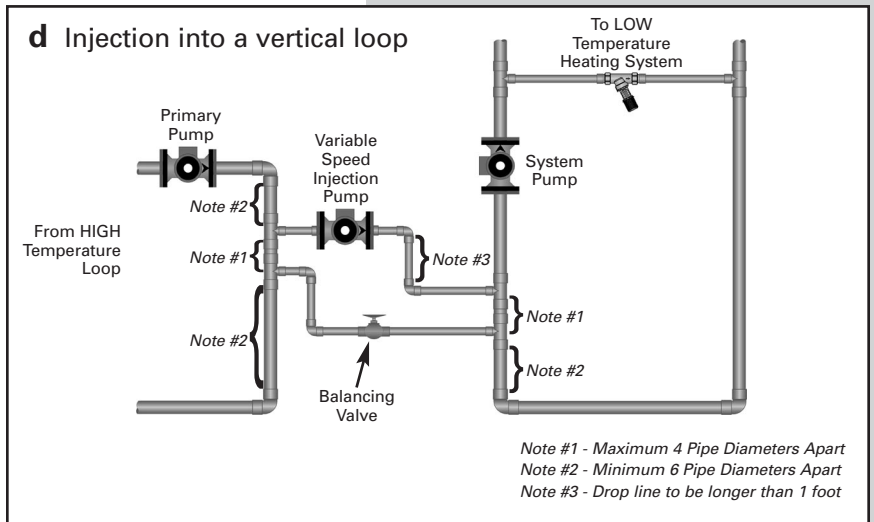 d Injection into a vertical loop
To LOW
Temperature
Heating System
Primary
Pump
Variable
Speed
Injection
Pump
System
Pump
Note #2
From HIGH
Temperature
Loop
Note #1
Note #3
Note #2
Note #1
Note #2
Balancing
Valve
Note #1 - Maximum 4 Pipe Diameters Apart
Note #2 - Minimum 6 Pipe Diameters Apart
Note #3 - Drop line to be longer than 1 foot